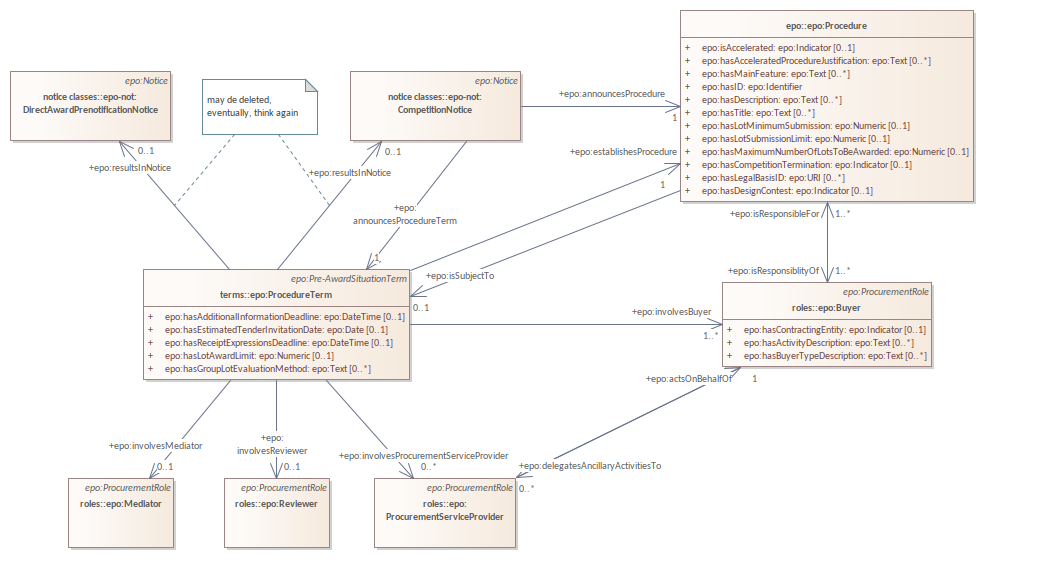 epo::epo:Procedure
+ epo:isAccelerated: epo:Indicator [0..1]
+ epo:hasAcceleratedProcedureJustification: epo:Text [0..*]
+ epo:hasMainFeature: epo:Text [0..*]
+ epo:hasID: epo:Identifier
+ epo:hasDescription: epo:Text [0..*]
+ epo:hasTitle: epo:Text [0..*]
+ epo:hasLotMinimumSubmission: epo:Numeric [0..1]
+ epo:hasLotSubmissionLimit: epo:Numeric [0..1]
+ epo:hasMaximumNumberOfLotsToBeAwarded: epo:Numeric [0..1]
+ epo:hasCompetitionTermination: epo:Indicator [0..1]
+ epo:hasLegalBasisID: epo:URI [0..*]
+ epo:hasDesignContest: epo:Indicator [0..1]
epo:Notice
notice classes::epo-not:
DirectAwardPrenotificationNotice
may de deleted,
eventually, think again
epo:Notice
notice classes::epo-not:
CompetitionNotice
+epo:announcesProcedure
1
0..1
+epo:resultsInNotice
0..1
+epo:resultsInNotice
+epo:establishesProcedure
1
+epo:
announcesProcedureTerm
1
+epo:isResponsibleFor
1..*
+epo:isResponsiblityOf
1..*
+epo:isSubjectTo
0..1
epo:Pre-AwardSituationTerm
terms::epo:ProcedureTerm
+ epo:hasAdditionalInformationDeadline: epo:DateTime [0..1]
+ epo:hasEstimatedTenderInvitationDate: epo:Date [0..1]
+ epo:hasReceiptExpressionsDeadline: epo:DateTime [0..1]
+ epo:hasLotAwardLimit: epo:Numeric [0..1]
+ epo:hasGroupLotEvaluationMethod: epo:Text [0..*]
+epo:involvesBuyer
1..*
epo:ProcurementRole
roles::epo:Buyer
+ epo:hasContractingEntity: epo:Indicator [0..1]
+ epo:hasActivityDescription: epo:Text [0..*]
+ epo:hasBuyerTypeDescription: epo:Text [0..*]
+epo:actsOnBehalfOf
1
+epo:involvesMediator
0..1
+epo:
involvesReviewer
0..1
+epo:involvesProcurementServiceProvider
0..*
+epo:delegatesAncillaryActivitiesTo
0..*
epo:ProcurementRole
roles::epo:Mediator
epo:ProcurementRole
roles::epo:Reviewer
epo:ProcurementRole
roles::epo:
ProcurementServiceProvider